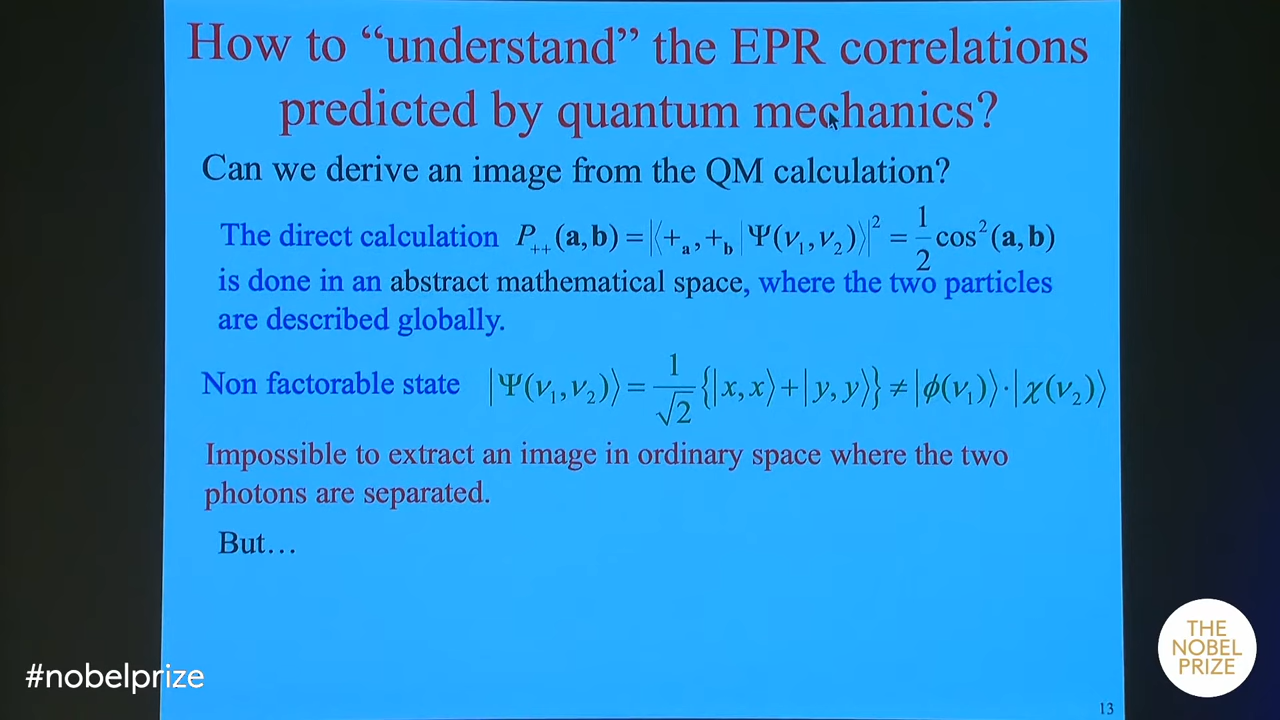 How to “understand” the EPR correlations
predicted by quantum mechanics?
Can we derive an image from the QM calculation?
The direct calculation P₊₊(a,b) = |⟨+ₐ,+_b|Ψ(ν₁,ν₂)⟩|² = 1/2 cos²(a,b)
is done in an abstract mathematical space, where the two particles
are described globally.
Non factorable state |Ψ(ν₁,ν₂)⟩ = 1/√2 {|x,x⟩+|y,y⟩} ≠ |ϕ(ν₁)⟩·|χ(ν₂)⟩
Impossible to extract an image in ordinary space where the two
photons are separated.
But…
#nobelprize
THE
NOBEL
PRIZE
13